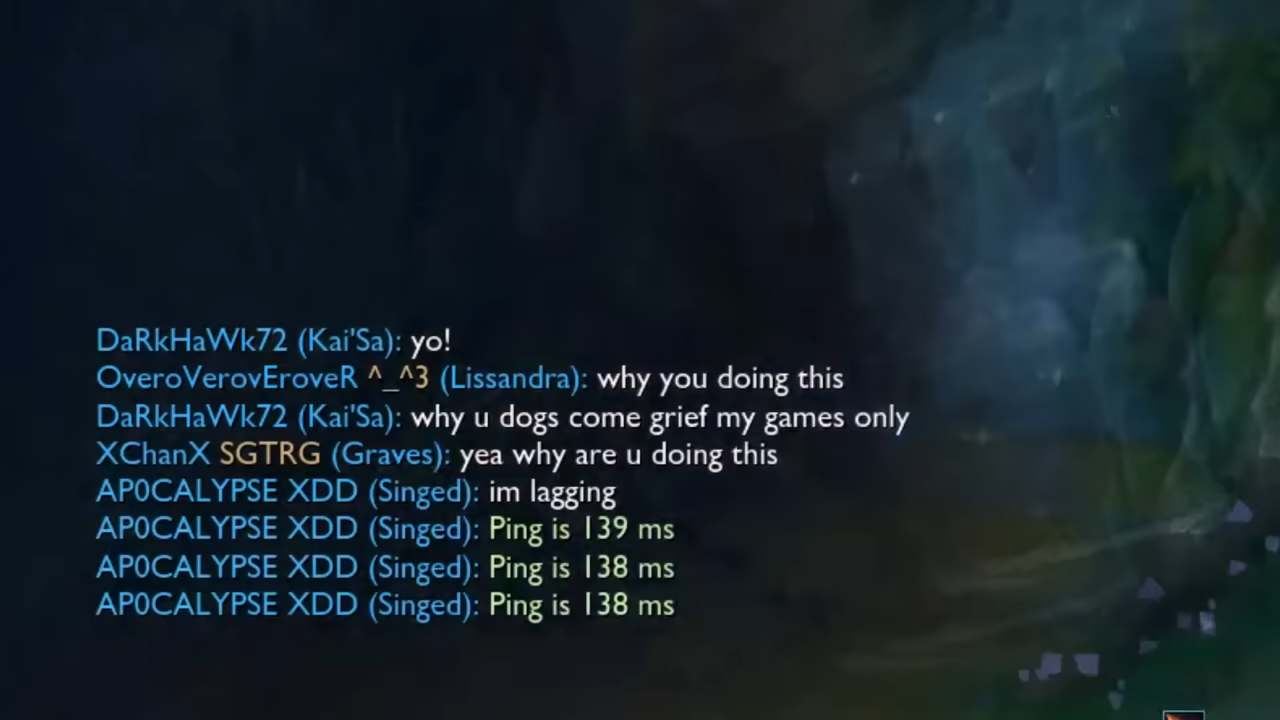 DaRkHaWk72 (Kai'Sa): yo!
OveroVerovEroveR ^_^3 (Lissandra): why you doing this
DaRkHaWk72 (Kai'Sa): why u dogs come grief my games only
XChanX SGTRG (Graves): yea why are u doing this
AP0CALYPSE XDD (Singed): im lagging
AP0CALYPSE XDD (Singed): Ping is 139 ms
AP0CALYPSE XDD (Singed): Ping is 138 ms
AP0CALYPSE XDD (Singed): Ping is 138 ms